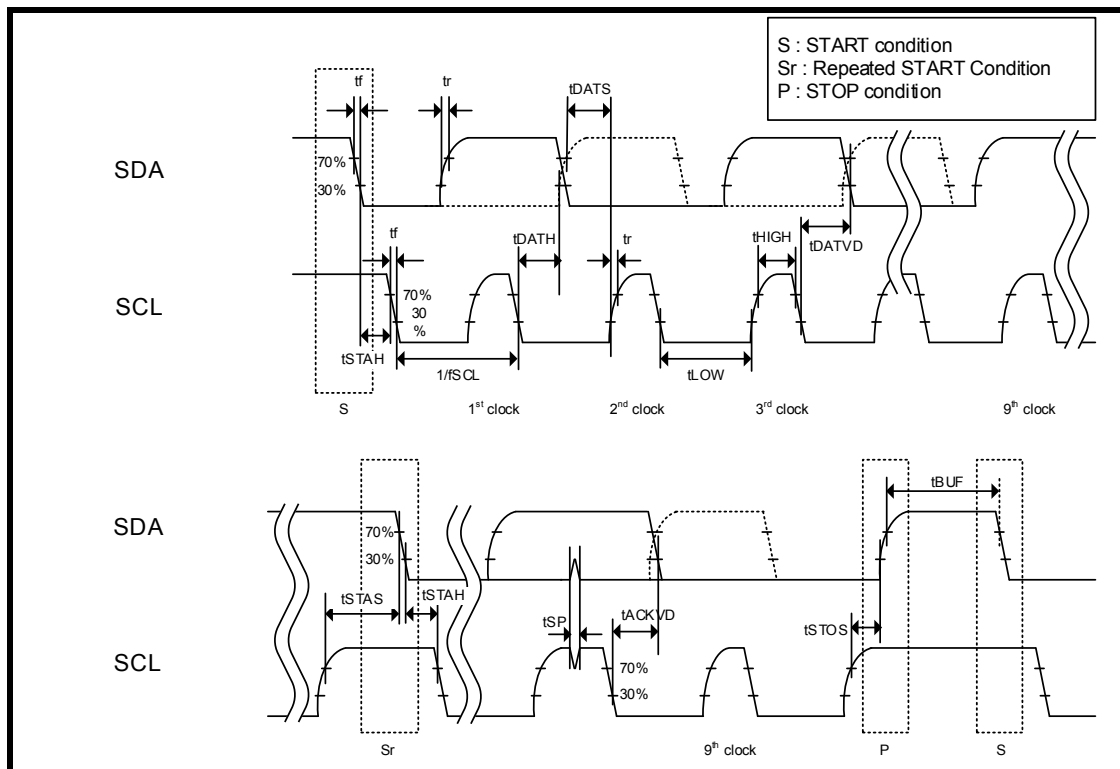 S : START condition
Sr : Repeated START Condition
P : STOP condition
tf
tr
tDATS
SDA
70%
30%
tf
tDATH
tr
tHIGH
tDATVD
SCL
70%
30
%
tSTAH
1/fSCL
tLOW
S
1st clock
2nd clock
3rd clock
9th clock
tBUF
SDA
70%
30%
tSTAS
tSTAH
tSP
tACKVD
tSTOS
SCL
70%
30%
Sr
9th clock
P
S